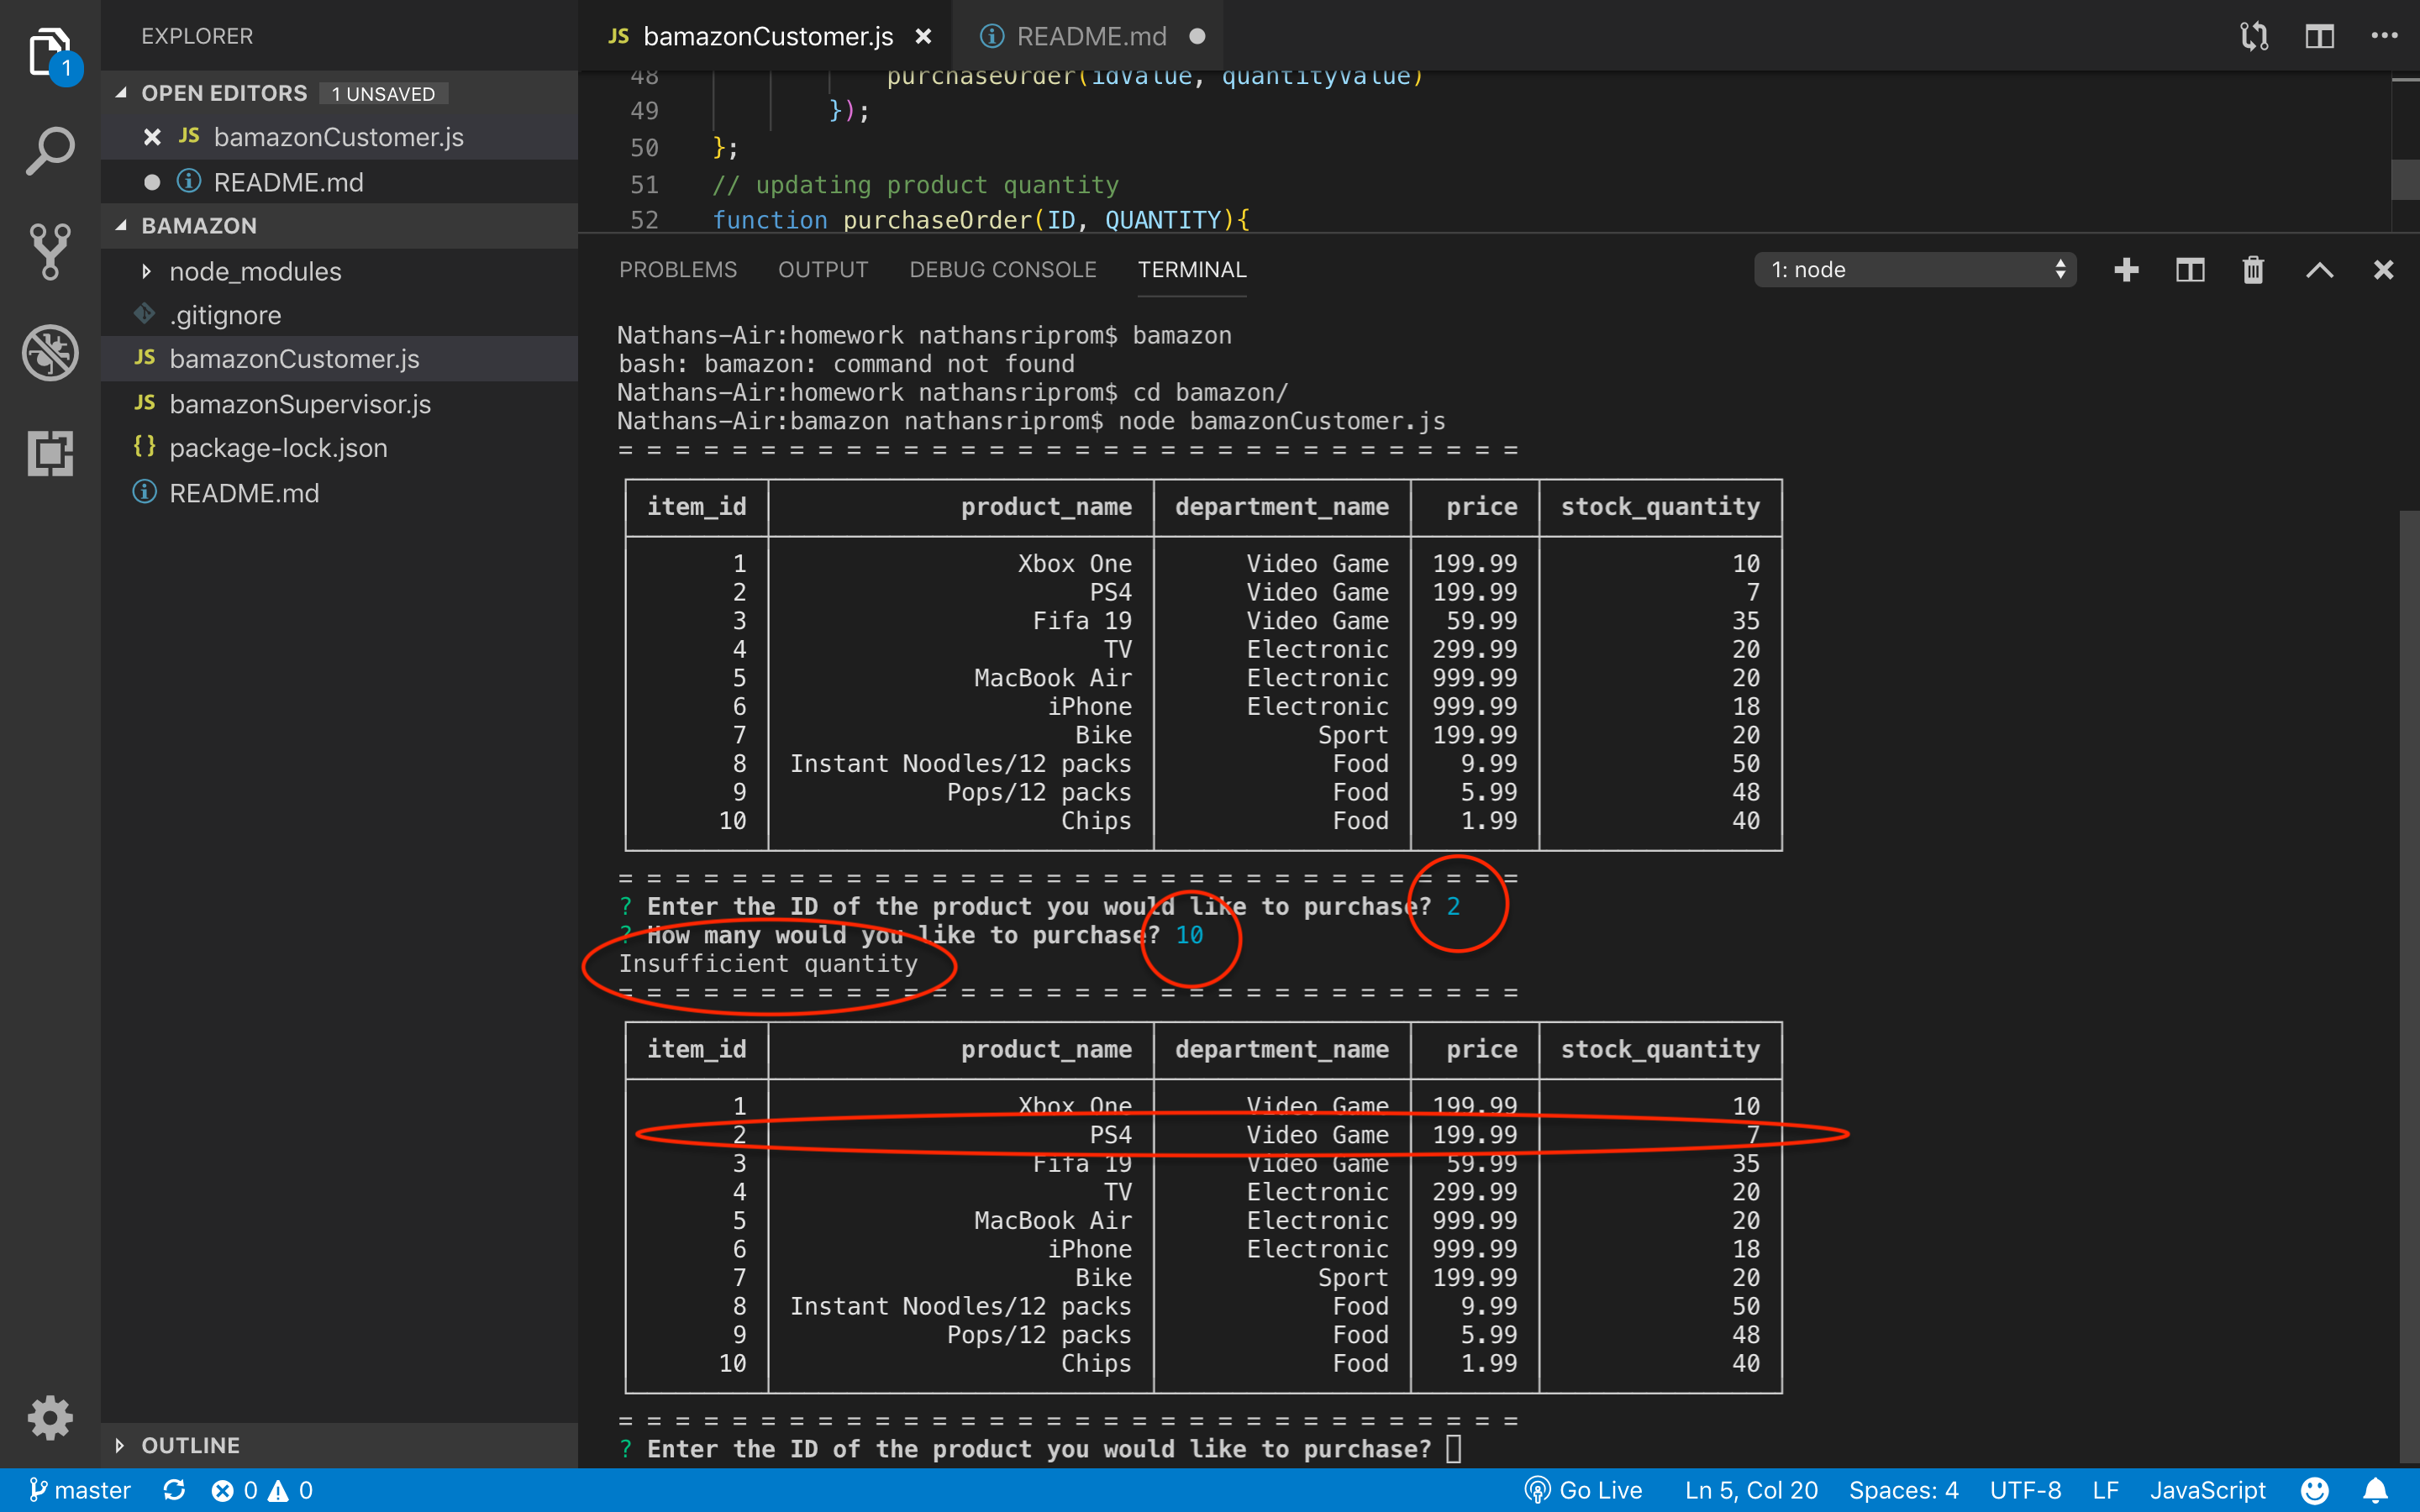 EXPLORER
OPEN EDITORS 1 UNSAVED
JS bamazonCustomer.js
README.md
BAMAZON
node_modules
.gitignore
JS bamazonCustomer.js
JS bamazonSupervisor.js
{} package-lock.json
README.md
OUTLINE
1
JS bamazonCustomer.js
README.md
48 purchaseOrder(idValue, quantityValue)
49 });
50 };
51 // updating product quantity
52 function purchaseOrder(ID, QUANTITY){
PROBLEMS OUTPUT DEBUG CONSOLE TERMINAL 1: node
Nathans-Air:homework nathansriprom$ bamazon
bash: bamazon: command not found
Nathans-Air:homework nathansriprom$ cd bamazon/
Nathans-Air:bamazon nathansriprom$ node bamazonCustomer.js
= = = = = = = = = = = = = = = = = = = = = = = = = = = = = = = =
item_id product_name department_name price stock_quantity
1 Xbox One Video Game 199.99 10
2 PS4 Video Game 199.99 7
3 Fifa 19 Video Game 59.99 35
4 TV Electronic 299.99 20
5 MacBook Air Electronic 999.99 20
6 iPhone Electronic 999.99 18
7 Bike Sport 199.99 20
8 Instant Noodles/12 packs Food 9.99 50
9 Pops/12 packs Food 5.99 48
10 Chips Food 1.99 40
= = = = = = = = = = = = = = = = = = = = = = = = = = = = = = = =
? Enter the ID of the product you would like to purchase? 2
? How many would you like to purchase? 10
Insufficient quantity
= = = = = = = = = = = = = = = = = = = = = = = = = = = = = = = =
item_id product_name department_name price stock_quantity
1 Xbox One Video Game 199.99 10
2 PS4 Video Game 199.99 7
3 Fifa 19 Video Game 59.99 35
4 TV Electronic 299.99 20
5 MacBook Air Electronic 999.99 20
6 iPhone Electronic 999.99 18
7 Bike Sport 199.99 20
8 Instant Noodles/12 packs Food 9.99 50
9 Pops/12 packs Food 5.99 48
10 Chips Food 1.99 40
= = = = = = = = = = = = = = = = = = = = = = = = = = = = = = = =
? Enter the ID of the product you would like to purchase?
master 0 0 Go Live Ln 5, Col 20 Spaces: 4 UTF-8 LF JavaScript